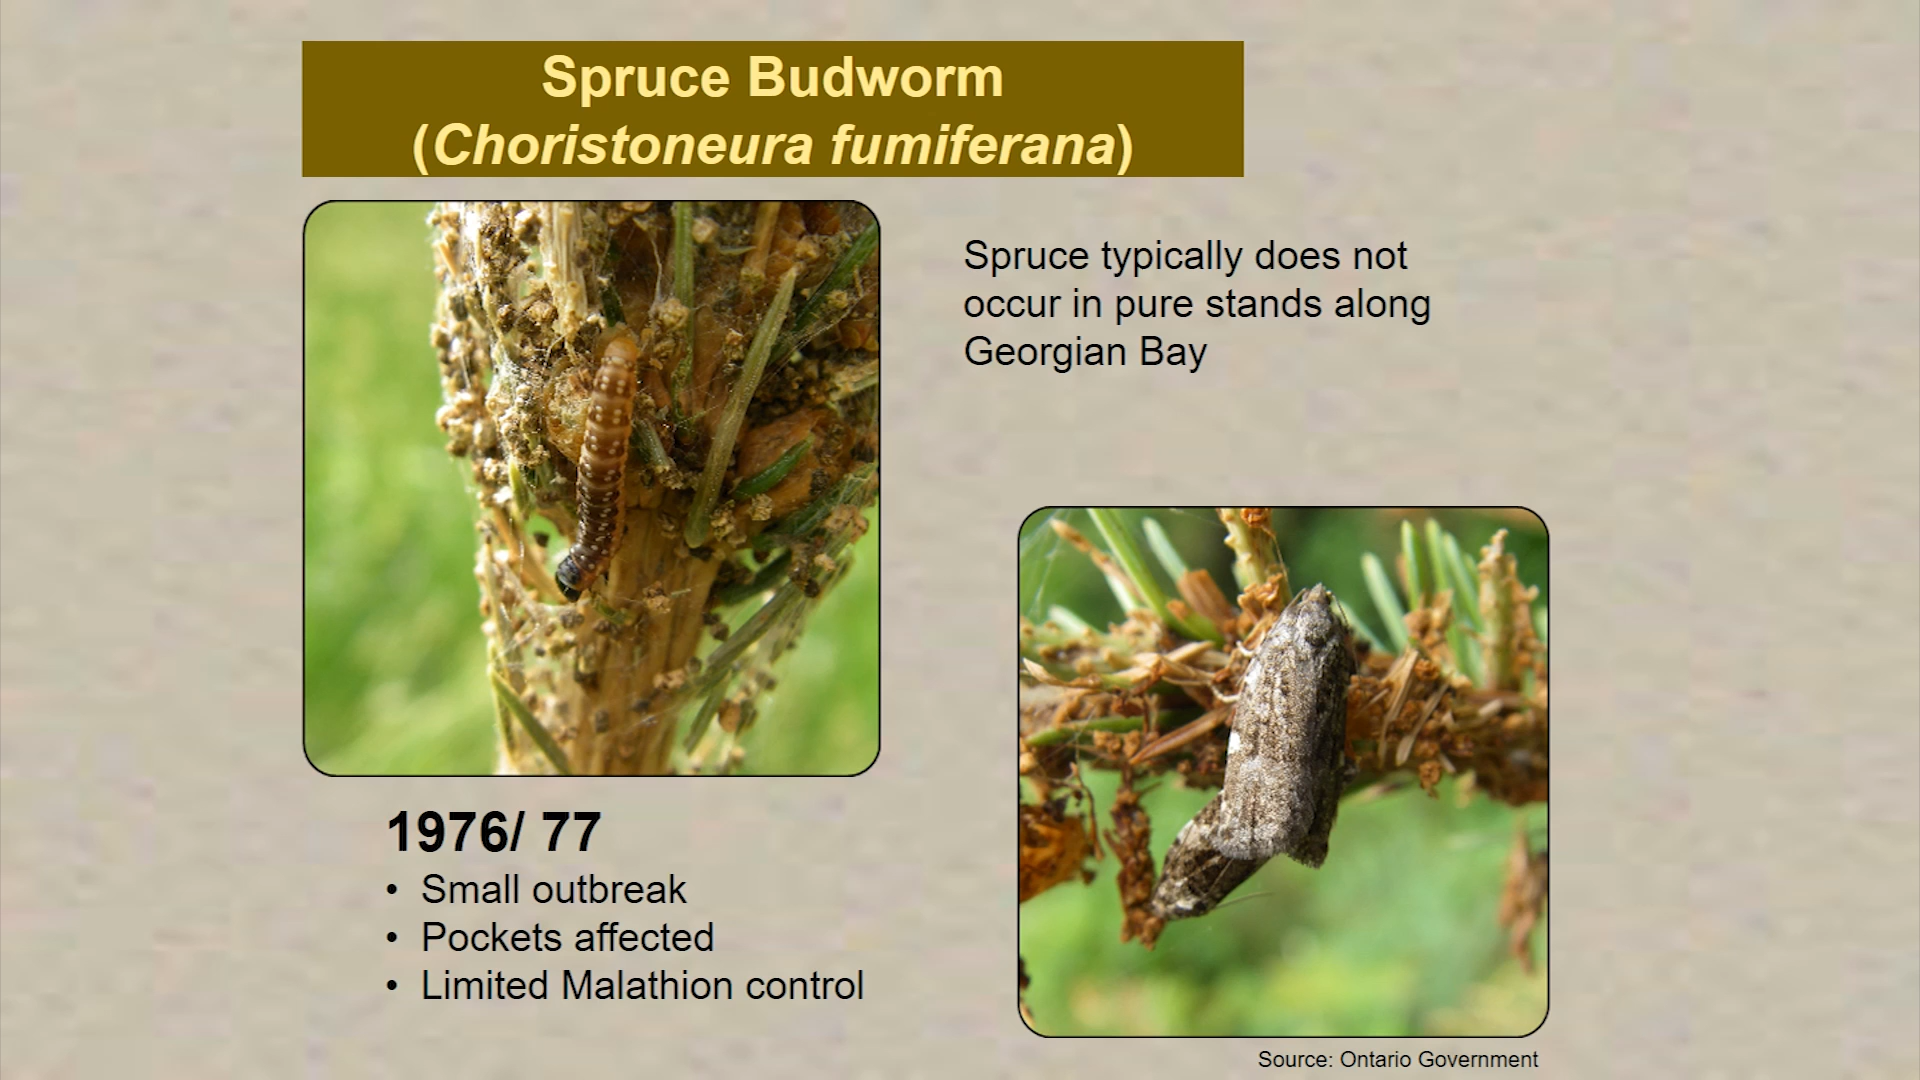 Spruce Budworm
(Choristoneura fumiferana)
Spruce typically does not
occur in pure stands along
Georgian Bay
1976/ 77
• Small outbreak
• Pockets affected
• Limited Malathion control
Source: Ontario Government